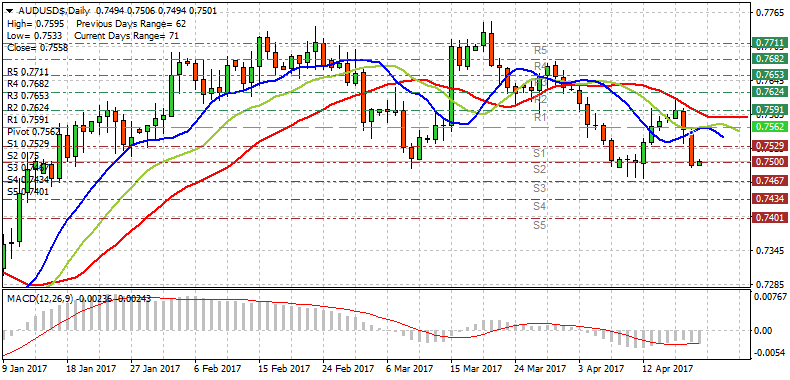 AUDUSD$,Daily 0.7494 0.7506 0.7494 0.7501
High= 0.7595 Previous Days Range= 62
Low= 0.7533 Current Days Range= 71
Close= 0.7558
R5 0.7711
R4 0.7682
R3 0.7653
R2 0.7624
R1 0.7591
Pivot 0.7562
S1 0.7529
S2 0.75
S4 0.7434
S5 0.7401
R5
R4
R2
R1
S1
S2
S3
S4
S5
0.7765
0.7711
0.7682
0.7653
0.7624
0.7591
0.7562
0.7529
0.7500
0.7467
0.7434
0.7401
0.7345
0.7285
MACD(12,26,9) -0.00236 -0.00243
0.00767
0.00
-0.0054
9 Jan 2017 18 Jan 2017 27 Jan 2017 6 Feb 2017 15 Feb 2017 24 Feb 2017 6 Mar 2017 15 Mar 2017 24 Mar 2017 3 Apr 2017 12 Apr 2017